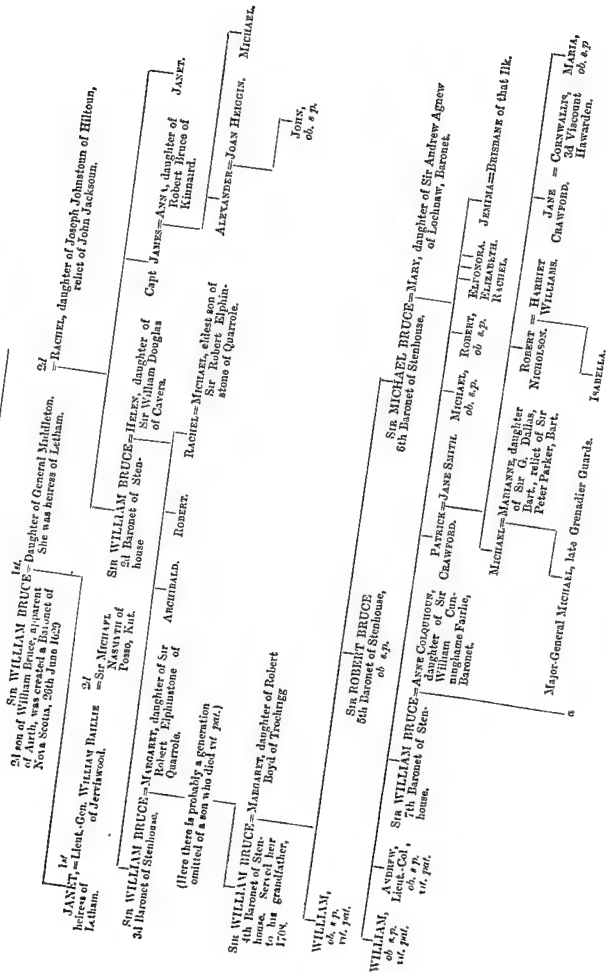 1st.
Sir WILLIAM BRUCE=Daughter of General Middleton.
2d son of William Bruce, apparent
of Airth, was created a Baronet of
Nova Scotia, 26th June 1629
She was heiress of Letham.
2d
=RACHEL, daughter of Joseph Johnstoun of Hiltoun,
relict of John Jacksoun.
1st
JANET,=Lieut.-Gen. WILLIAM BAILLIE
heiress of
Letham.
of Jerviswood.
2d
=Sir MICHAEL
NASMYTH of
Posso, Knt.
Sir WILLIAM BRUCE=HELEN, daughter of
2d Baronet of Sten-
house
Sir William Douglas
of Cavers.
Capt JAMES=ANNA, daughter of
Robert Bruce of
Kinnaird.
JANET.
Sir WILLIAM BRUCE=MARGARET, daughter of Sir
3d Baronet of Stenhouse,
Robert Elphinstone of
Quarrole.
ARCHIBALD.
ROBERT.
RACHEL=MICHAEL, eldest son of
Sir Robert Elphin-
stone of Quarrole.
ALEXANDER=JOAN HEIGGIN.
MICHAEL.
(Here there is probably a generation
omitted of a son who died vit pat.)
JOHN,
ob. s p.
Sir WILLIAM BRUCE=MARGARET, daughter of Robert
4th Baronet of Sten-
house. Served heir
to his grandfather,
Boyd of Trochrigg
WILLIAM,
ob. s p.
vit. pat.
Sir ROBERT BRUCE
5th Baronet of Stenhouse,
ob s.p.
Sir MICHAEL BRUCE=MARY, daughter of Sir Andrew Agnew
6th Baronet of Stenhouse.
of Lochnaw, Baronet.
WILLIAM,
ob s.p.
vit. pat.
ANDREW,
Lieut-Col,
ob. s p.
vit. pat.
Sir WILLIAM BRUCE=ANNE COLQUHOUN,
7th Baronet of Sten-
house,
daughter of Sir
William Cun-
ninghame Fairlie,
Baronet.
PATRICK=JANE SMITH.
CRAWFORD.
MICHAEL,
ob. s.p.
ROBERT,
ob s.p.
ELEONORA.
ELIZABETH.
RACHEL.
JEMIMA=BRISBANE of that Ilk.
MICHAEL=MARIANNE, daughter
of Sir G. Dallas,
Bart., relict of Sir
Peter Parker, Bart.
ROBERT = HARRIET
NICHOLSON.
WILLIAMS.
JANE = CORNWALLIS,
CRAWFORD.
3d Viscount
Hawarden.
MARIA,
ob. s.p
a
Major-General MICHAEL, late Grenadier Guards.
ISABELLA.